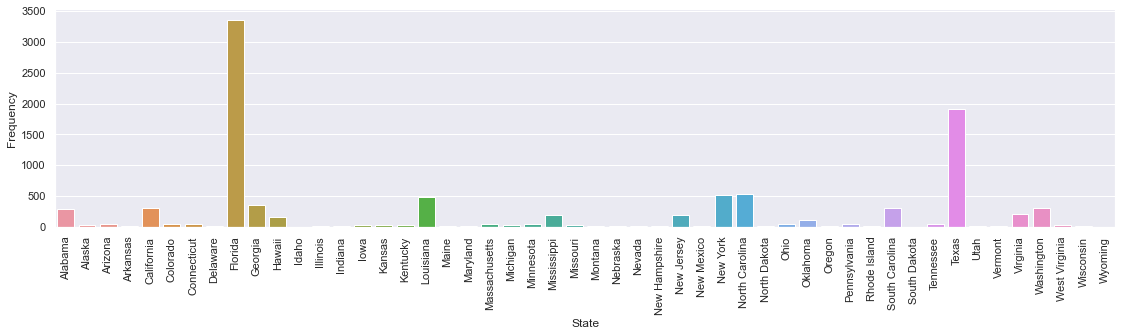 3500
3000
2500
2000
1500
1000
500
0
Frequency
Alabama
Alaska
Arizona
Arkansas
California
Colorado
Connecticut
Delaware
Florida
Georgia
Hawaii
Idaho
Illinois
Indiana
Iowa
Kansas
Kentucky
Louisiana
Maine
Maryland
Massachusetts
Michigan
Minnesota
Mississippi
Missouri
Montana
Nebraska
Nevada
New Hampshire
New Jersey
New Mexico
New York
North Carolina
North Dakota
Ohio
Oklahoma
Oregon
Pennsylvania
Rhode Island
South Carolina
South Dakota
Tennessee
Texas
Utah
Vermont
Virginia
Washington
West Virginia
Wisconsin
Wyoming
State